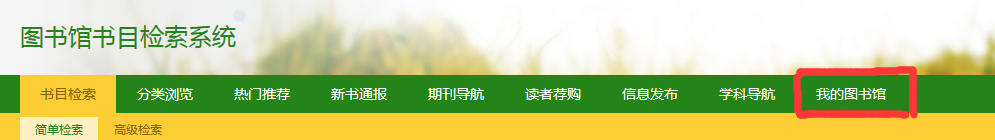 图书馆书目检索系统
书目检索 分类浏览 热门推荐 新书通报 期刊导航 读者荐购 信息发布 学科导航 我的图书馆
简单检索 高级检索